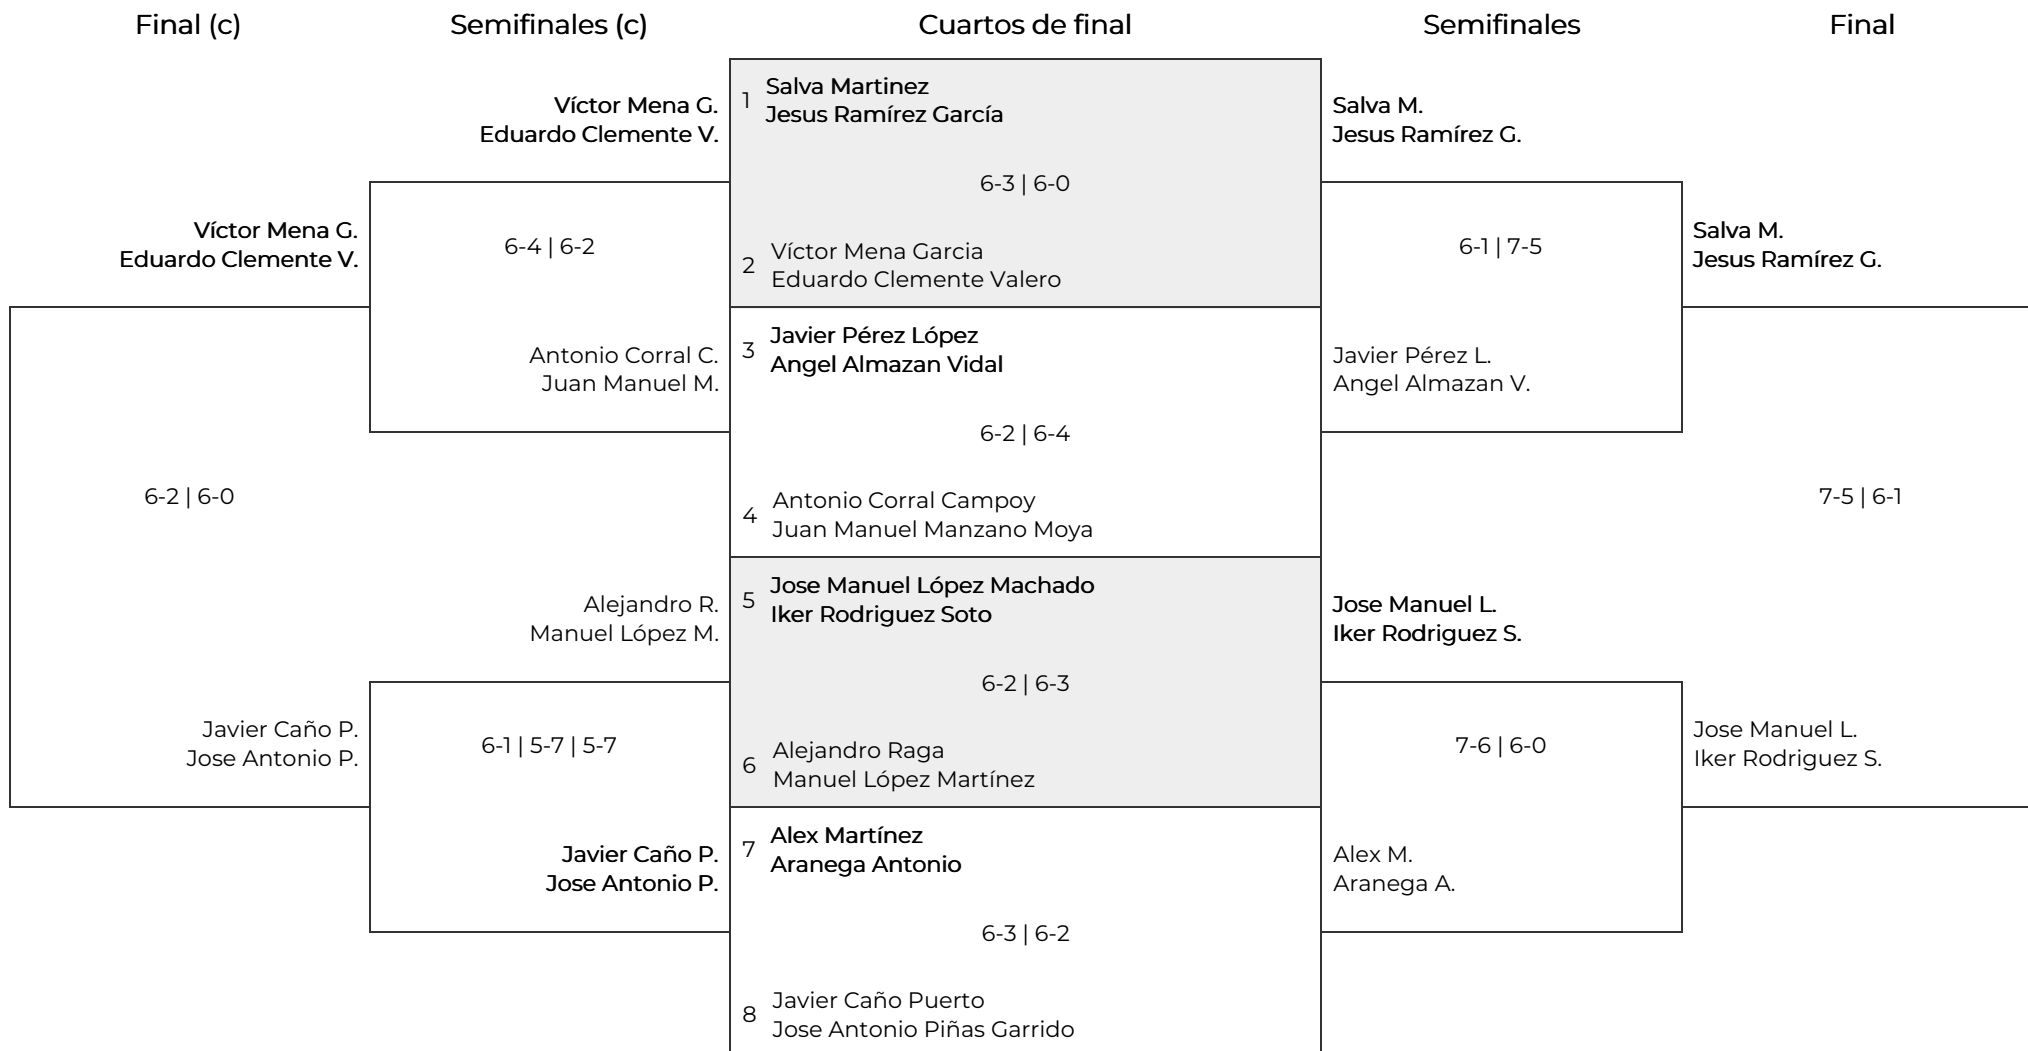 Final (c)
Semifinales (c)
Cuartos de final
Semifinales
Final
Víctor Mena G.
Eduardo Clemente V.
Víctor Mena G.
Eduardo Clemente V.
6-4 | 6-2
Antonio Corral C.
Juan Manuel M.
6-2 | 6-0
Alejandro R.
Manuel López M.
Javier Caño P.
Jose Antonio P.
6-1 | 5-7 | 5-7
Javier Caño P.
Jose Antonio P.
1
Salva Martinez
Jesus Ramírez García
6-3 | 6-0
2
Víctor Mena Garcia
Eduardo Clemente Valero
3
Javier Pérez López
Angel Almazan Vidal
6-2 | 6-4
4
Antonio Corral Campoy
Juan Manuel Manzano Moya
5
Jose Manuel López Machado
Iker Rodriguez Soto
6-2 | 6-3
6
Alejandro Raga
Manuel López Martínez
7
Alex Martínez
Aranega Antonio
6-3 | 6-2
8
Javier Caño Puerto
Jose Antonio Piñas Garrido
Salva M.
Jesus Ramírez G.
6-1 | 7-5
Javier Pérez L.
Angel Almazan V.
Jose Manuel L.
Iker Rodriguez S.
7-6 | 6-0
Alex M.
Aranega A.
Salva M.
Jesus Ramírez G.
7-5 | 6-1
Jose Manuel L.
Iker Rodriguez S.